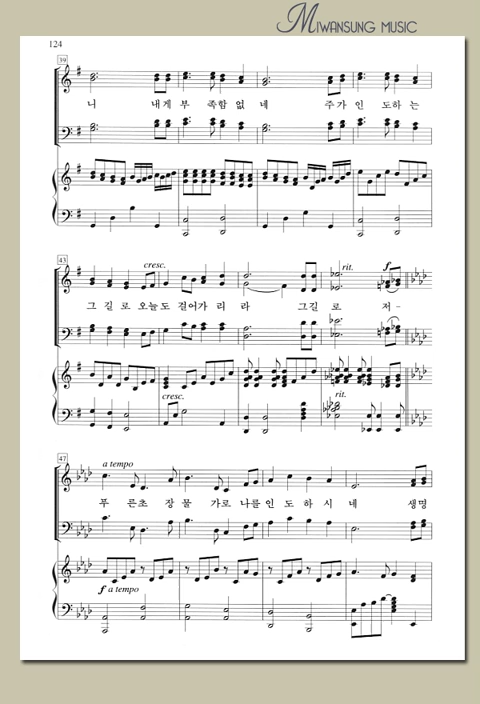 MIWANSUNG MUSIC
124
39
니 내게 부 족함 없 네 주가 인 도하 는
43
cresc. rit. f
그 길 로 오늘도 걸어가 리 라 그길 로 저-
cresc. rit.
47
a tempo
푸 른초 장 물 가로 나를 인 도 하 시 네 생명
f a tempo